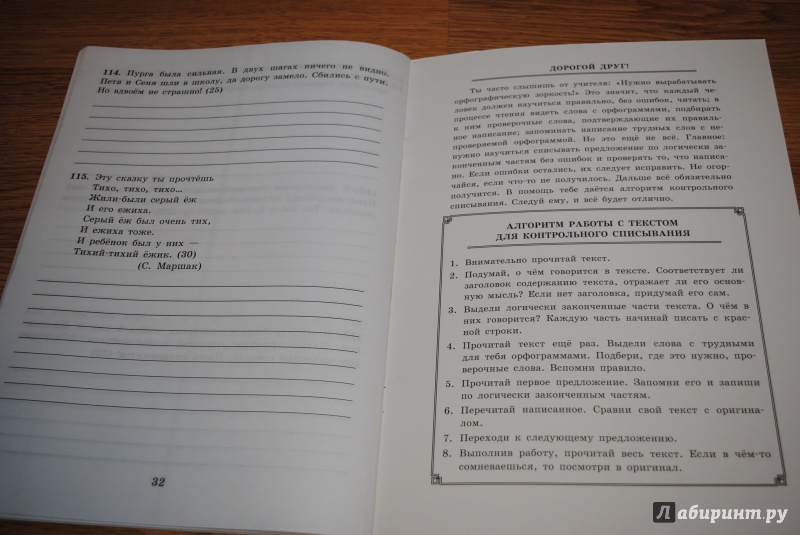 114. Пурга была сильная. В двух шагах ничего не видно.
Петя и Сеня шли в школу, да дорогу замело. Сбились с пути.
Но вдвоём не страшно! (25)
115. Эту сказку ты прочтёшь
Тихо, тихо, тихо...
Жили-были серый ёж
И его ежиха.
Серый ёж был очень тих,
И ежиха тоже.
И ребёнок был у них —
Тихий-тихий ёжик. (30)
(С. Маршак)
32
ДОРОГОЙ ДРУГ!
Ты часто слышишь от учителя: «Нужно вырабатывать
орфографическую зоркость!» Это значит, что каждый че-
ловек должен научиться правильно, без ошибок, читать; в
процессе чтения видеть слова с орфограммами, подбирать
к ним проверочные слова, подтверждающие их правиль-
ное написание; запоминать написание трудных слов с не-
проверяемой орфограммой. Но это ещё не всё. Главное:
нужно научиться списывать предложение по логически за-
конченным частям без ошибок и проверять то, что написа-
но. Если ошибки остались, их следует исправить. Не огор-
чайся, если что-то не получилось. Дальше всё обязательно
получится. В помощь тебе даётся алгоритм контрольного
списывания. Следуй ему, и всё будет отлично.
АЛГОРИТМ РАБОТЫ С ТЕКСТОМ
ДЛЯ КОНТРОЛЬНОГО СПИСЫВАНИЯ
1. Внимательно прочитай текст.
2. Подумай, о чём говорится в тексте. Соответствует ли
заголовок содержанию текста, отражает ли его основ-
ную мысль? Если нет заголовка, придумай его сам.
3. Выдели логически законченные части текста. О чём в
них говорится? Каждую часть начинай писать с крас-
ной строки.
4. Прочитай текст ещё раз. Выдели слова с трудными
для тебя орфограммами. Подбери, где это нужно, про-
верочные слова. Вспомни правило.
5. Прочитай первое предложение. Запомни его и запиши
по логически законченным частям.
6. Перечитай написанное. Сравни свой текст с оригина-
лом.
7. Переходи к следующему предложению.
8. Выполнив работу, прочитай весь текст. Если в чём-то
сомневаешься, то посмотри в оригинал.
Лабиринт.ру